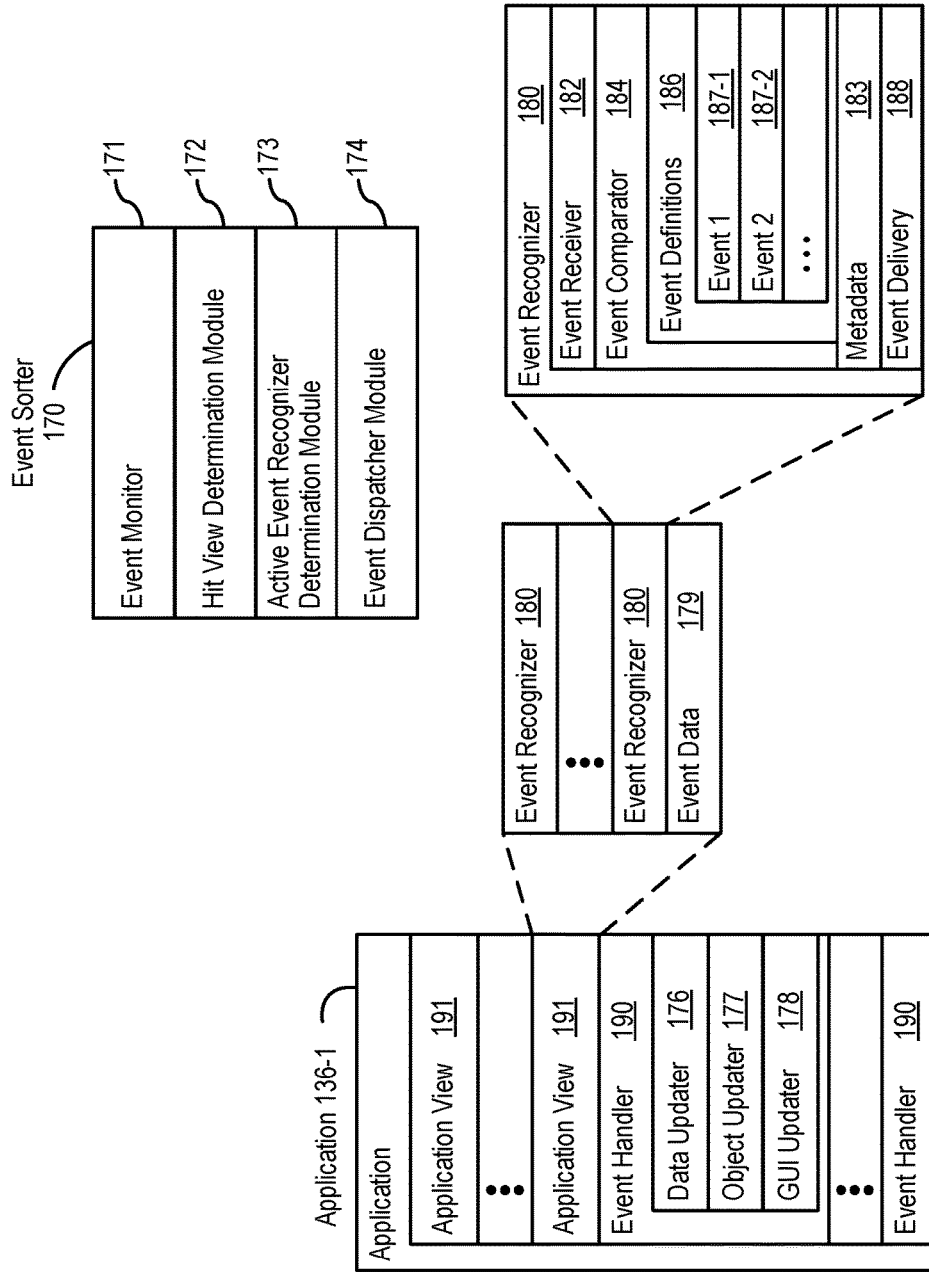 Event Sorter
170
Event Monitor
171
Hit View Determination Module
172
Active Event Recognizer
Determination Module
173
Event Dispatcher Module
174
Application 136-1
Application
Application View 191
•••
Application View 191
Event Handler 190
Data Updater 176
Object Updater 177
GUI Updater 178
•••
Event Handler 190
Event Recognizer 180
•••
Event Recognizer 180
Event Data 179
Event Recognizer 180
Event Receiver 182
Event Comparator 184
Event Definitions 186
Event 1 187-1
Event 2 187-2
•••
Metadata 183
Event Delivery 188